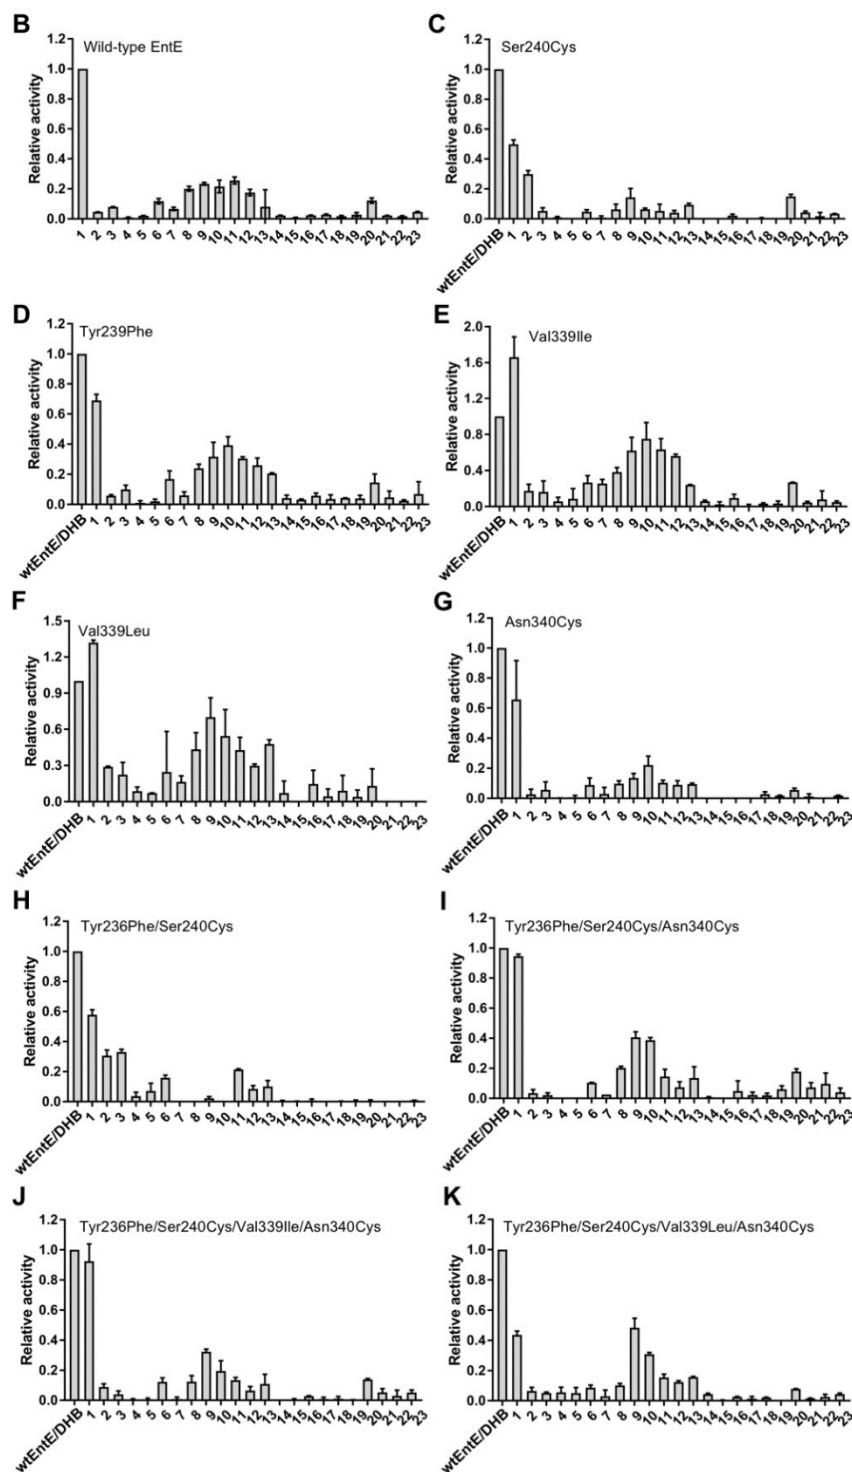 B
Wild-type EntE
Relative activity
1.2
1.0
0.8
0.6
0.4
0.2
0.0
1 2 3 4 5 6 7 8 9 10 11 12 13 14 15 16 17 18 19 20 21 22 23
C
Ser240Cys
Relative activity
1.2
1.0
0.8
0.6
0.4
0.2
0.0
wtEntE/DHB 1 2 3 4 5 6 7 8 9 10 11 12 13 14 15 16 17 18 19 20 21 22 23
D
Tyr239Phe
Relative activity
1.2
1.0
0.8
0.6
0.4
0.2
0.0
wtEntE/DHB 1 2 3 4 5 6 7 8 9 10 11 12 13 14 15 16 17 18 19 20 21 22 23
E
Val339Ile
Relative activity
2.0
1.6
1.2
0.8
0.4
0.0
wtEntE/DHB 1 2 3 4 5 6 7 8 9 10 11 12 13 14 15 16 17 18 19 20 21 22 23
F
Val339Leu
Relative activity
1.5
1.2
0.9
0.6
0.3
0.0
wtEntE/DHB 1 2 3 4 5 6 7 8 9 10 11 12 13 14 15 16 17 18 19 20 21 22 23
G
Asn340Cys
Relative activity
1.2
1.0
0.8
0.6
0.4
0.2
0.0
wtEntE/DHB 1 2 3 4 5 6 7 8 9 10 11 12 13 14 15 16 17 18 19 20 21 22 23
H
Tyr236Phe/Ser240Cys
Relative activity
1.2
1.0
0.8
0.6
0.4
0.2
0.0
wtEntE/DHB 1 2 3 4 5 6 7 8 9 10 11 12 13 14 15 16 17 18 19 20 21 22 23
I
Tyr236Phe/Ser240Cys/Asn340Cys
Relative activity
1.2
1.0
0.8
0.6
0.4
0.2
0.0
wtEntE/DHB 1 2 3 4 5 6 7 8 9 10 11 12 13 14 15 16 17 18 19 20 21 22 23
J
Tyr236Phe/Ser240Cys/Val339Ile/Asn340Cys
Relative activity
1.2
1.0
0.8
0.6
0.4
0.2
0.0
wtEntE/DHB 1 2 3 4 5 6 7 8 9 10 11 12 13 14 15 16 17 18 19 20 21 22 23
K
Tyr236Phe/Ser240Cys/Val339Leu/Asn340Cys
Relative activity
1.2
1.0
0.8
0.6
0.4
0.2
0.0
wtEntE/DHB 1 2 3 4 5 6 7 8 9 10 11 12 13 14 15 16 17 18 19 20 21 22 23